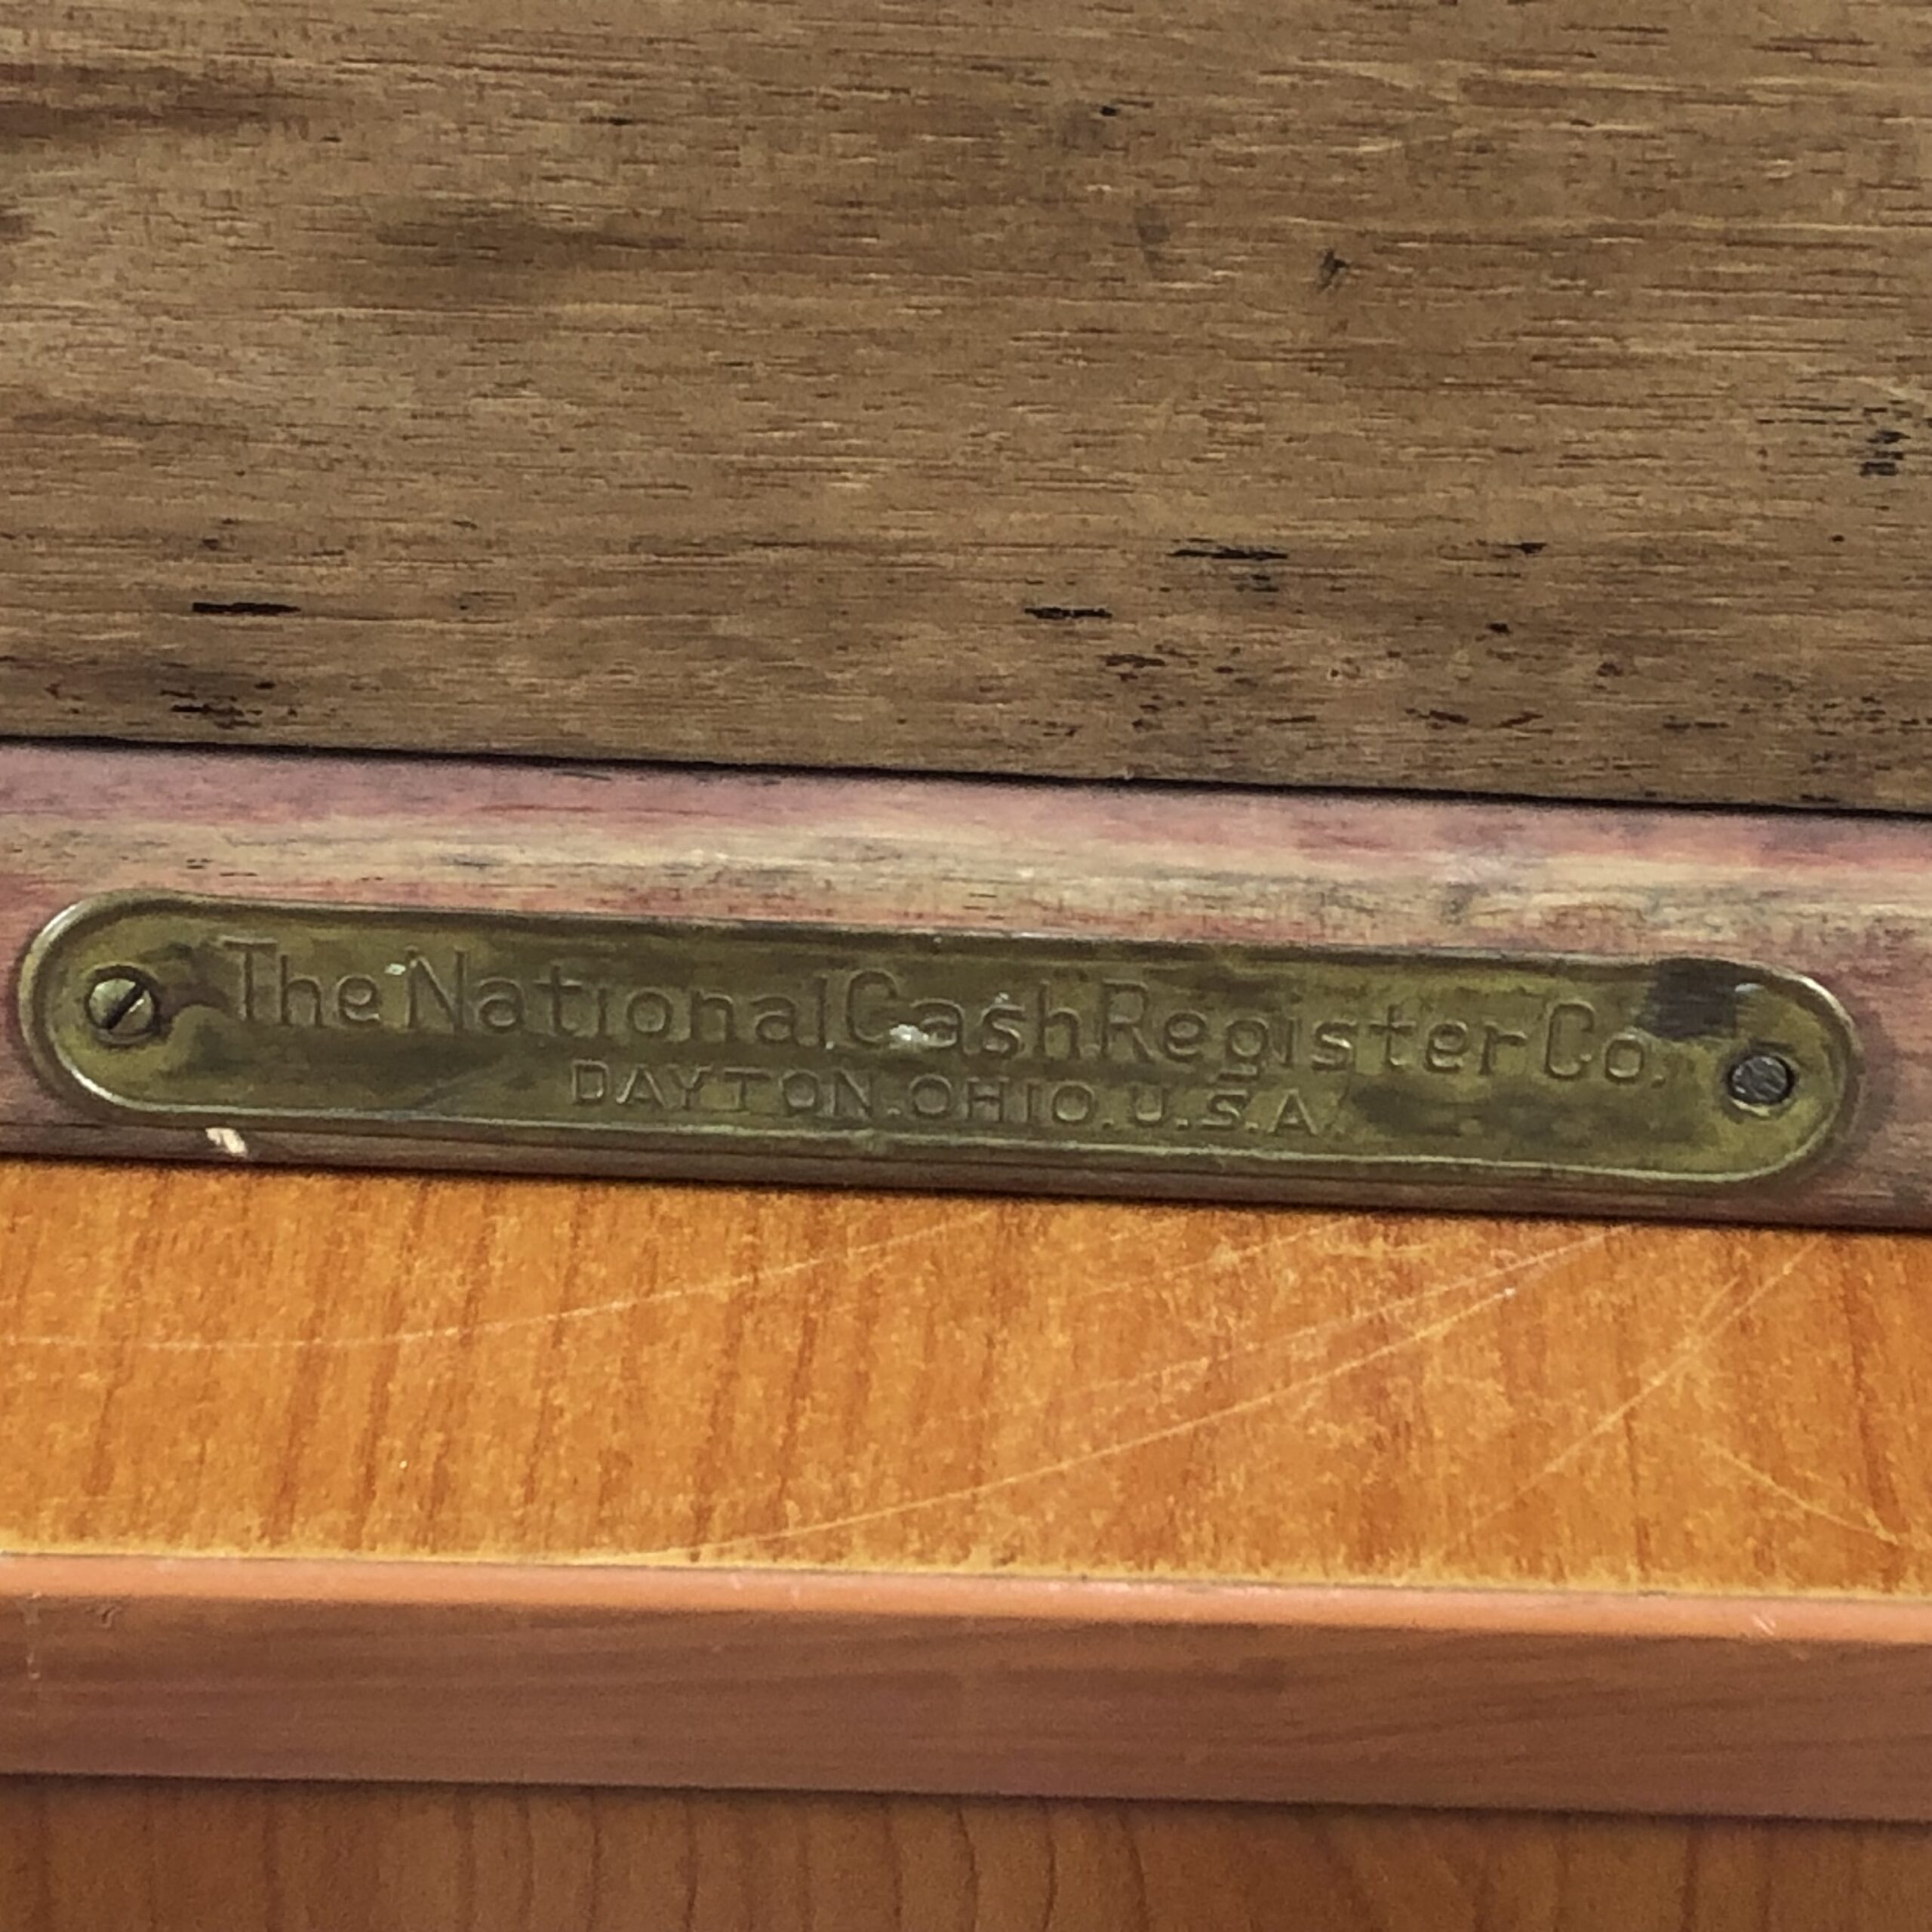 The National Cash Register Co.
DAYTON.OHIO.U.S.A.